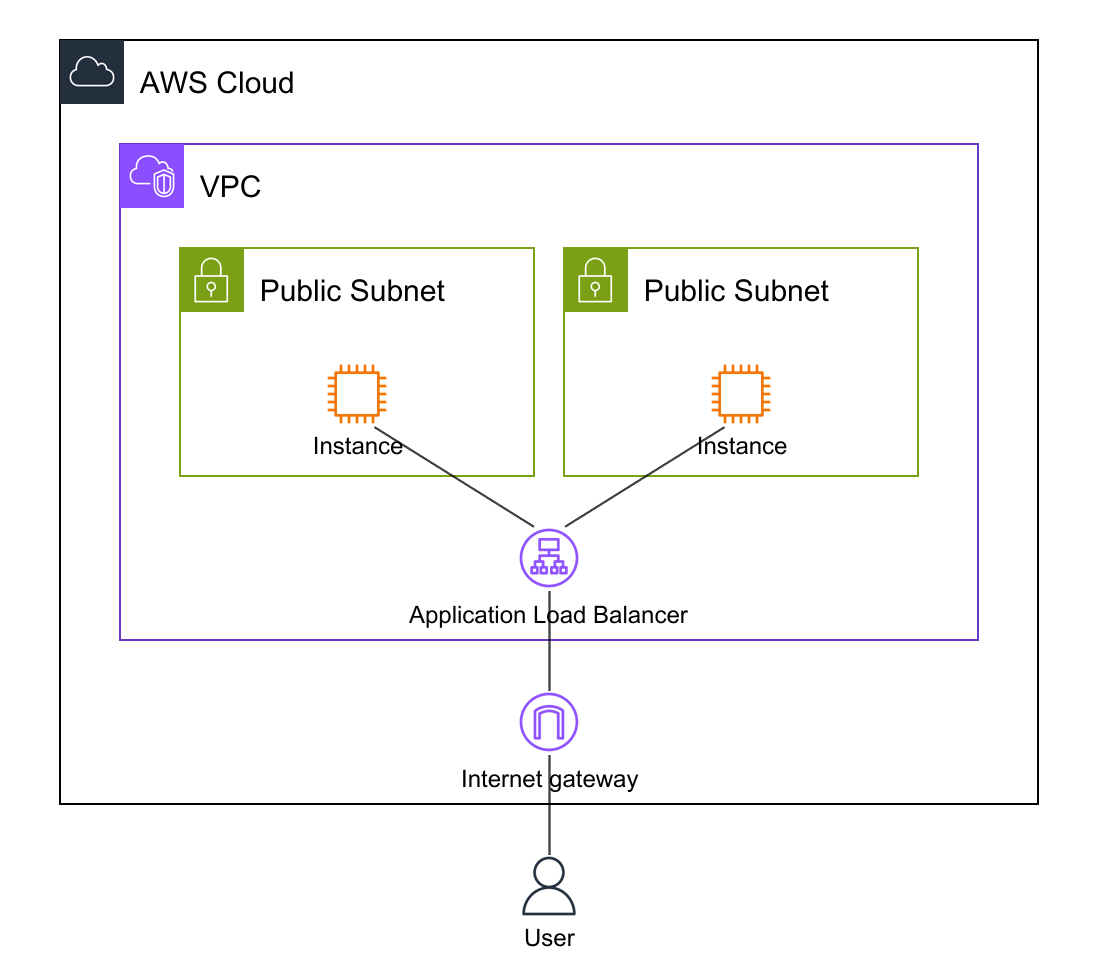 AWS Cloud
VPC
Public Subnet
Public Subnet
Instance
Instance
Application Load Balancer
Internet gateway
User